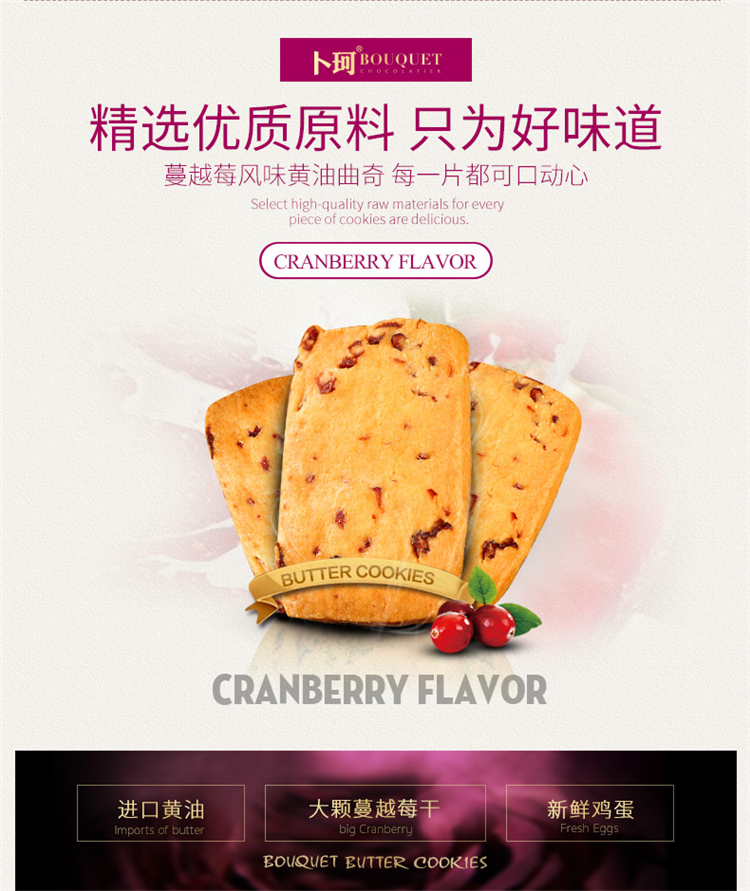 卜珂® BOUQUET
CHOCOLATIER
精选优质原料 只为好味道
蔓越莓风味黄油曲奇 每一片都可口动心
Select high-quality raw materials for every
piece of cookies are delicious.
CRANBERRY FLAVOR
BUTTER COOKIES
CRANBERRY FLAVOR
进口黄油
Imports of butter
大颗蔓越莓干
big Cranberry
新鲜鸡蛋
Fresh Eggs
BOUQUET BUTTER COOKIES